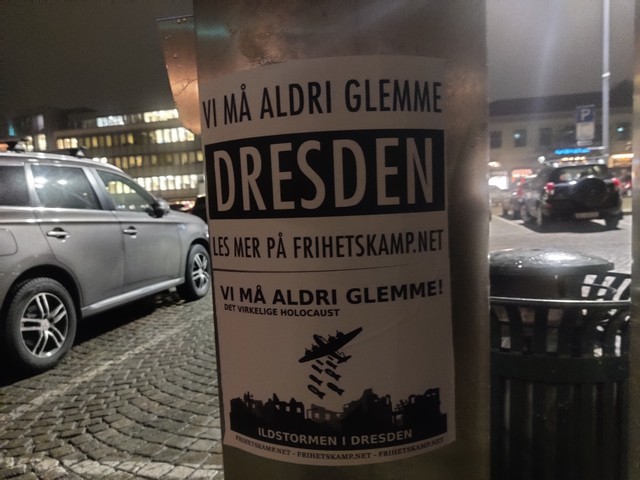 VI MÅ ALDRI GLEMME
DRESDEN
LES MER PÅ FRIHETSKAMP.NET
VI MÅ ALDRI GLEMME!
DET VIRKELIGE HOLOCAUST
ILDSTORMEN I DRESDEN
FRIHETSKAMP.NET - FRIHETSKAMP.NET - FRIHETSKAMP.NET
P